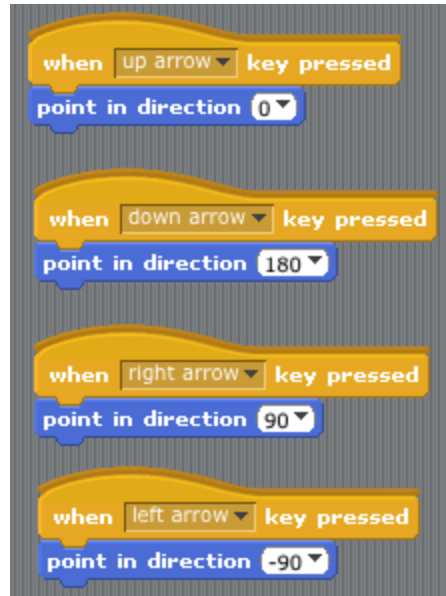 when up arrow key pressed
point in direction 0
when down arrow key pressed
point in direction 180
when right arrow key pressed
point in direction 90
when left arrow key pressed
point in direction -90